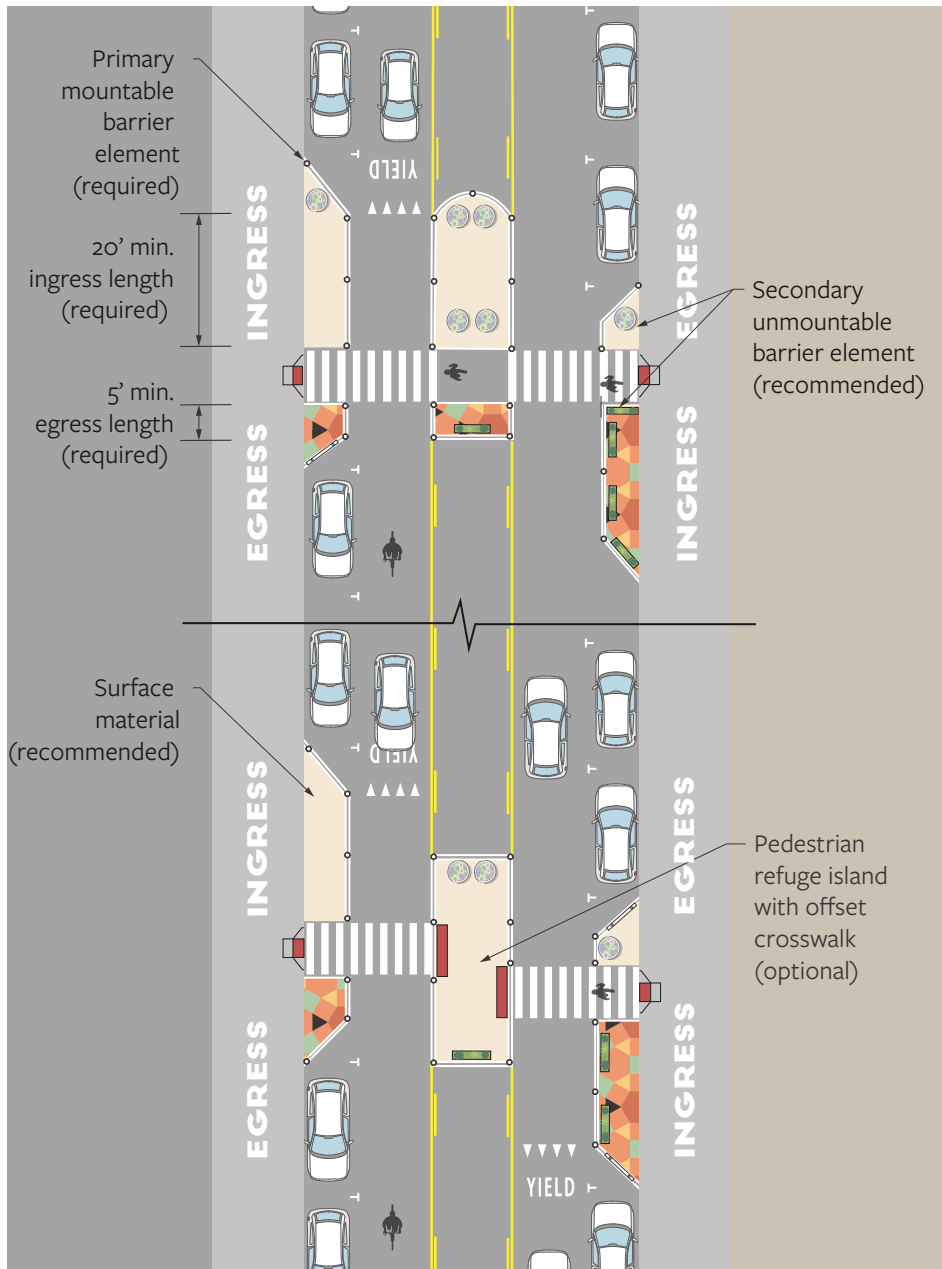 Primary
mountable
barrier
element
(required)
YIELD
INGRESS
20’ min.
ingress length
(required)
EGRESS
Secondary
unmountable
barrier element
(recommended)
5’ min.
egress length
(required)
EGRESS
INGRESS
Surface
material
(recommended)
YIELD
INGRESS
EGRESS
Pedestrian
refuge island
with offset
crosswalk
(optional)
EGRESS
INGRESS
YIELD